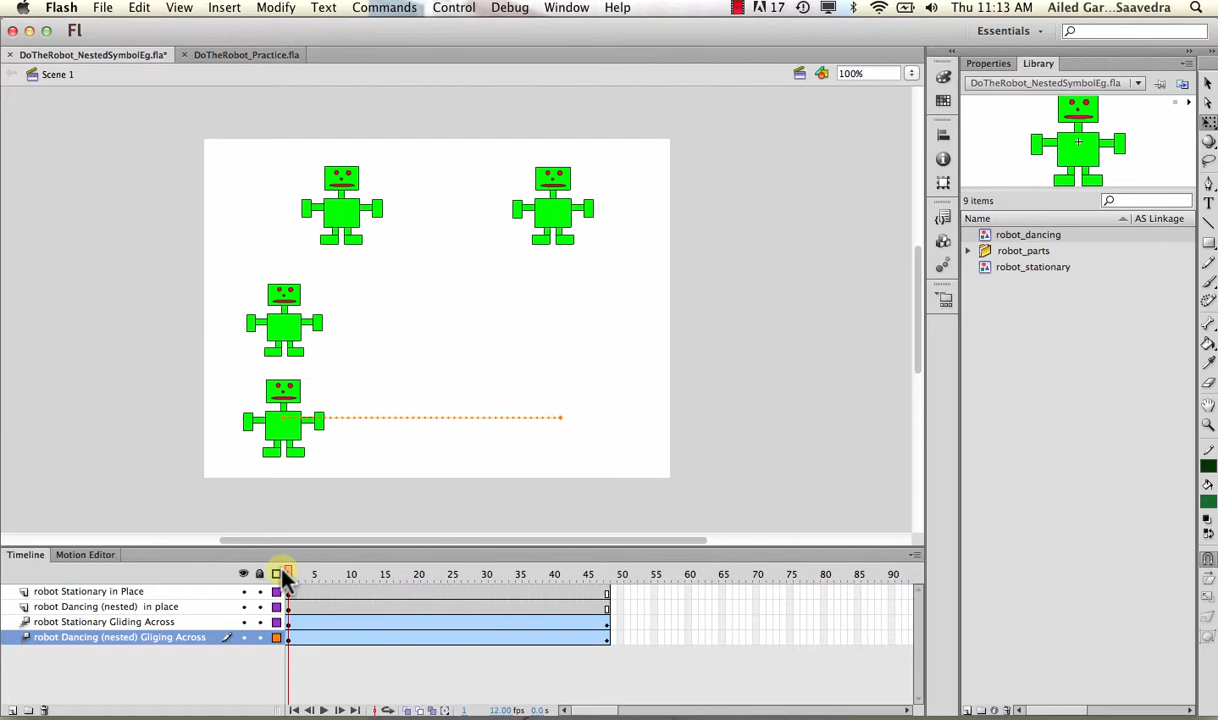 Flash File Edit View Insert Modify Text Commands Control Debug Window Help 17 Thu 11:13 AM Ailed Gar...Saavedra
Fl Essentials
DoTheRobot_NestedSymbolEg.fla* DoTheRobot_Practice.fla
Scene 1 100%
Properties Library
DoTheRobot_NestedSymbolEg.fla
9 items
Name AS Linkage
robot_dancing
robot_parts
robot_stationary
Timeline Motion Editor
5 10 15 20 25 30 35 40 45 50 55 60 65 70 75 80 85 90
robot Stationary in Place
robot Dancing (nested) in place
robot Stationary Gliding Across
robot Dancing (nested) Gliging Across
1 12.00 fps 0.0 s